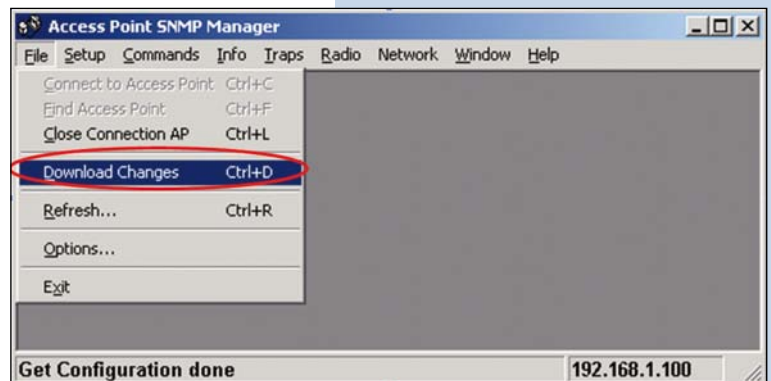 Access Point SNMP Manager
File Setup Commands Info Traps Radio Network Window Help
Connect to Access Point Ctrl+C
Find Access Point Ctrl+F
Close Connection AP Ctrl+L
Download Changes Ctrl+D
Refresh... Ctrl+R
Options...
Exit
Get Configuration done 192.168.1.100